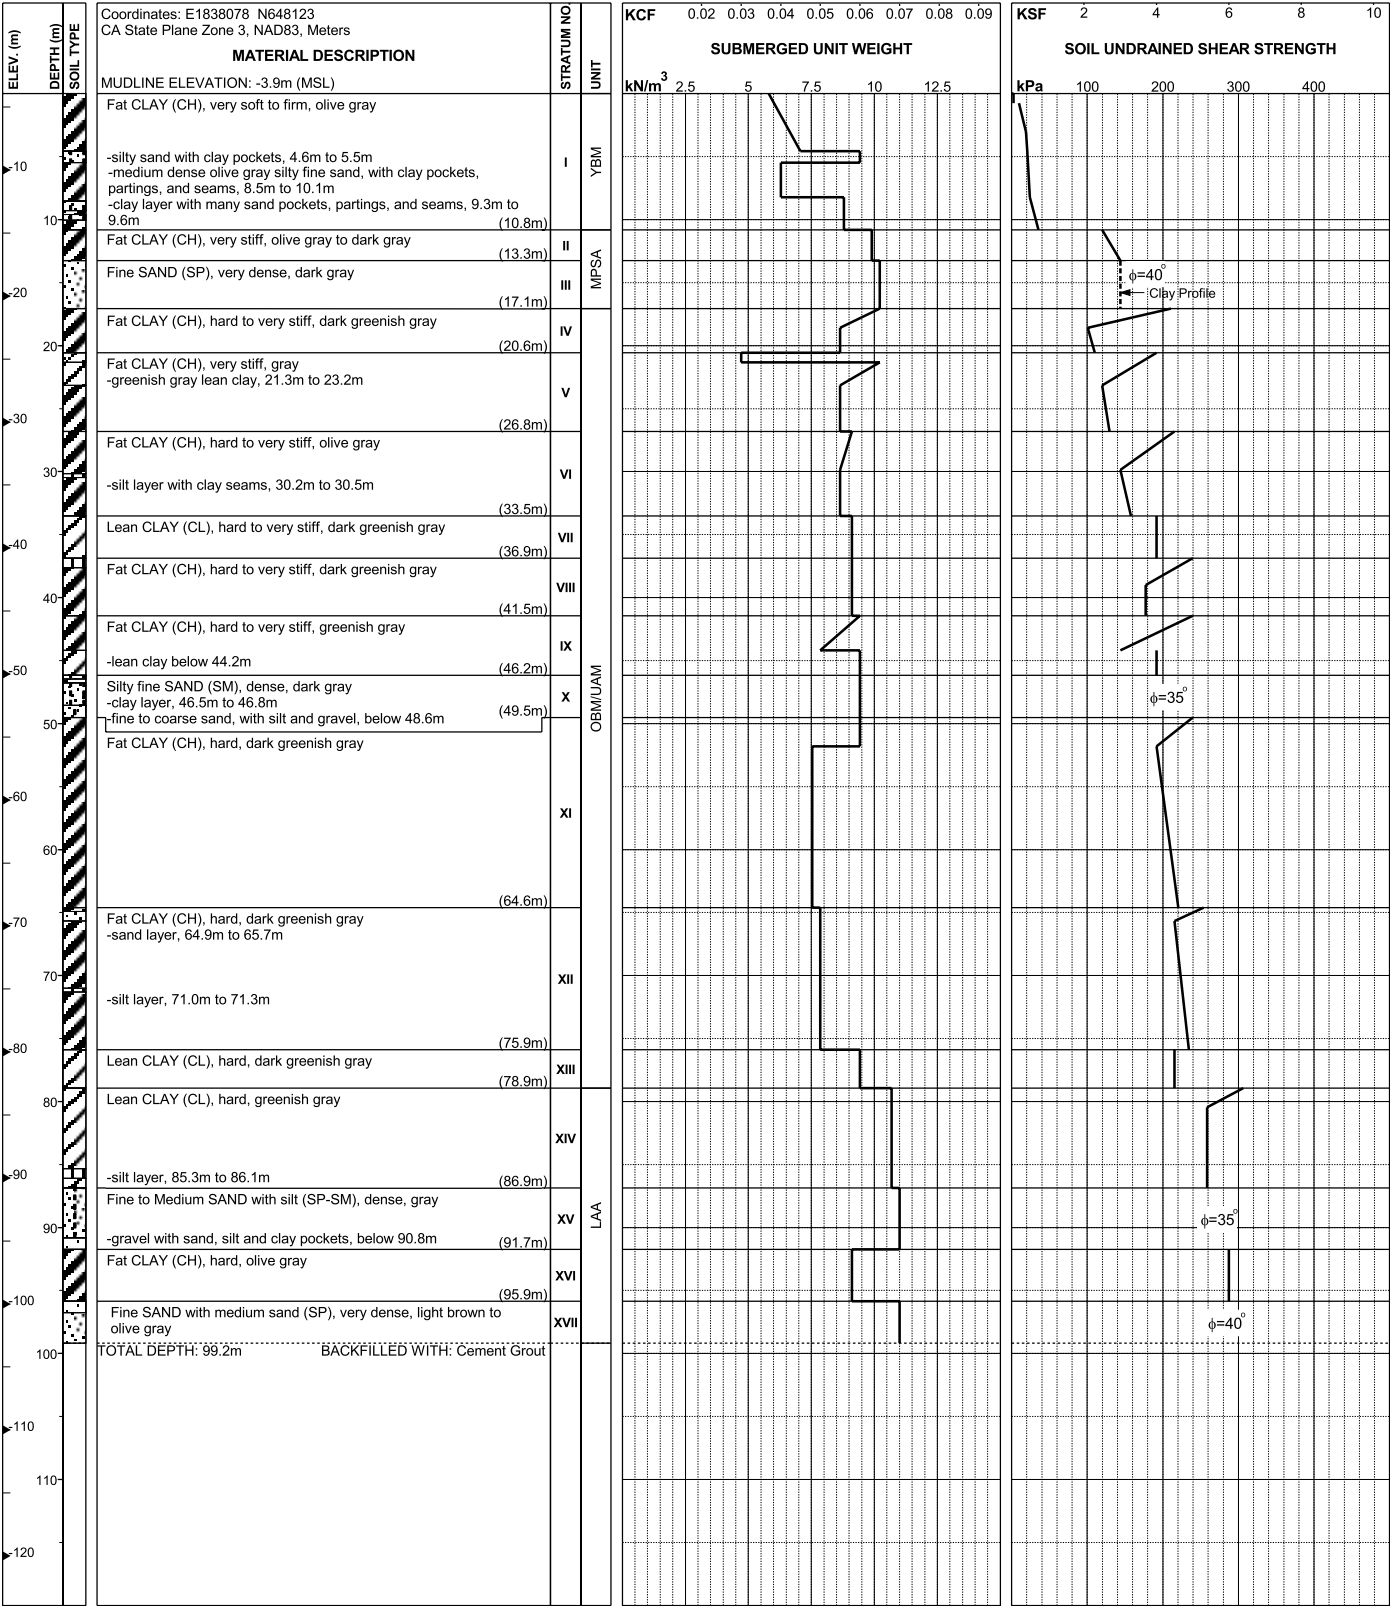 ELEV. (m)
DEPTH (m)
SOIL TYPE
Coordinates: E1838078 N648123
CA State Plane Zone 3, NAD83, Meters
MATERIAL DESCRIPTION
MUDLINE ELEVATION: -3.9m (MSL)
STRATUM NO.
UNIT
KCF 0.02 0.03 0.04 0.05 0.06 0.07 0.08 0.09
SUBMERGED UNIT WEIGHT
kN/m3 2.5 5 7.5 10 12.5
KSF 2 4 6 8 10
SOIL UNDRAINED SHEAR STRENGTH
kPa 100 200 300 400
Fat CLAY (CH), very soft to firm, olive gray
-silty sand with clay pockets, 4.6m to 5.5m
-medium dense olive gray silty fine sand, with clay pockets,
partings, and seams, 8.5m to 10.1m
-clay layer with many sand pockets, partings, and seams, 9.3m to
9.6m
(10.8m)
I
YBM
-10
10
Fat CLAY (CH), very stiff, olive gray to dark gray
(13.3m)
II
MPSA
Fine SAND (SP), very dense, dark gray
(17.1m)
III
-20
ϕ=40°
Clay Profile
Fat CLAY (CH), hard to very stiff, dark greenish gray
(20.6m)
IV
20
Fat CLAY (CH), very stiff, gray
-greenish gray lean clay, 21.3m to 23.2m
(26.8m)
V
-30
Fat CLAY (CH), hard to very stiff, olive gray
-silt layer with clay seams, 30.2m to 30.5m
(33.5m)
VI
30
Lean CLAY (CL), hard to very stiff, dark greenish gray
(36.9m)
VII
-40
Fat CLAY (CH), hard to very stiff, dark greenish gray
(41.5m)
VIII
40
Fat CLAY (CH), hard to very stiff, greenish gray
-lean clay below 44.2m
(46.2m)
IX
-50
Silty fine SAND (SM), dense, dark gray
-clay layer, 46.5m to 46.8m
-fine to coarse sand, with silt and gravel, below 48.6m
(49.5m)
X
OBM/UAM
ϕ=35°
50
Fat CLAY (CH), hard, dark greenish gray
(64.6m)
XI
-60
60
Fat CLAY (CH), hard, dark greenish gray
-sand layer, 64.9m to 65.7m
-silt layer, 71.0m to 71.3m
(75.9m)
XII
-70
70
-80
Lean CLAY (CL), hard, dark greenish gray
(78.9m)
XIII
80
Lean CLAY (CL), hard, greenish gray
-silt layer, 85.3m to 86.1m
(86.9m)
XIV
-90
Fine to Medium SAND with silt (SP-SM), dense, gray
-gravel with sand, silt and clay pockets, below 90.8m
(91.7m)
XV
LAA
ϕ=35°
90
Fat CLAY (CH), hard, olive gray
(95.9m)
XVI
-100
Fine SAND with medium sand (SP), very dense, light brown to
olive gray
XVII
ϕ=40°
TOTAL DEPTH: 99.2m BACKFILLED WITH: Cement Grout
100
-110
110
-120